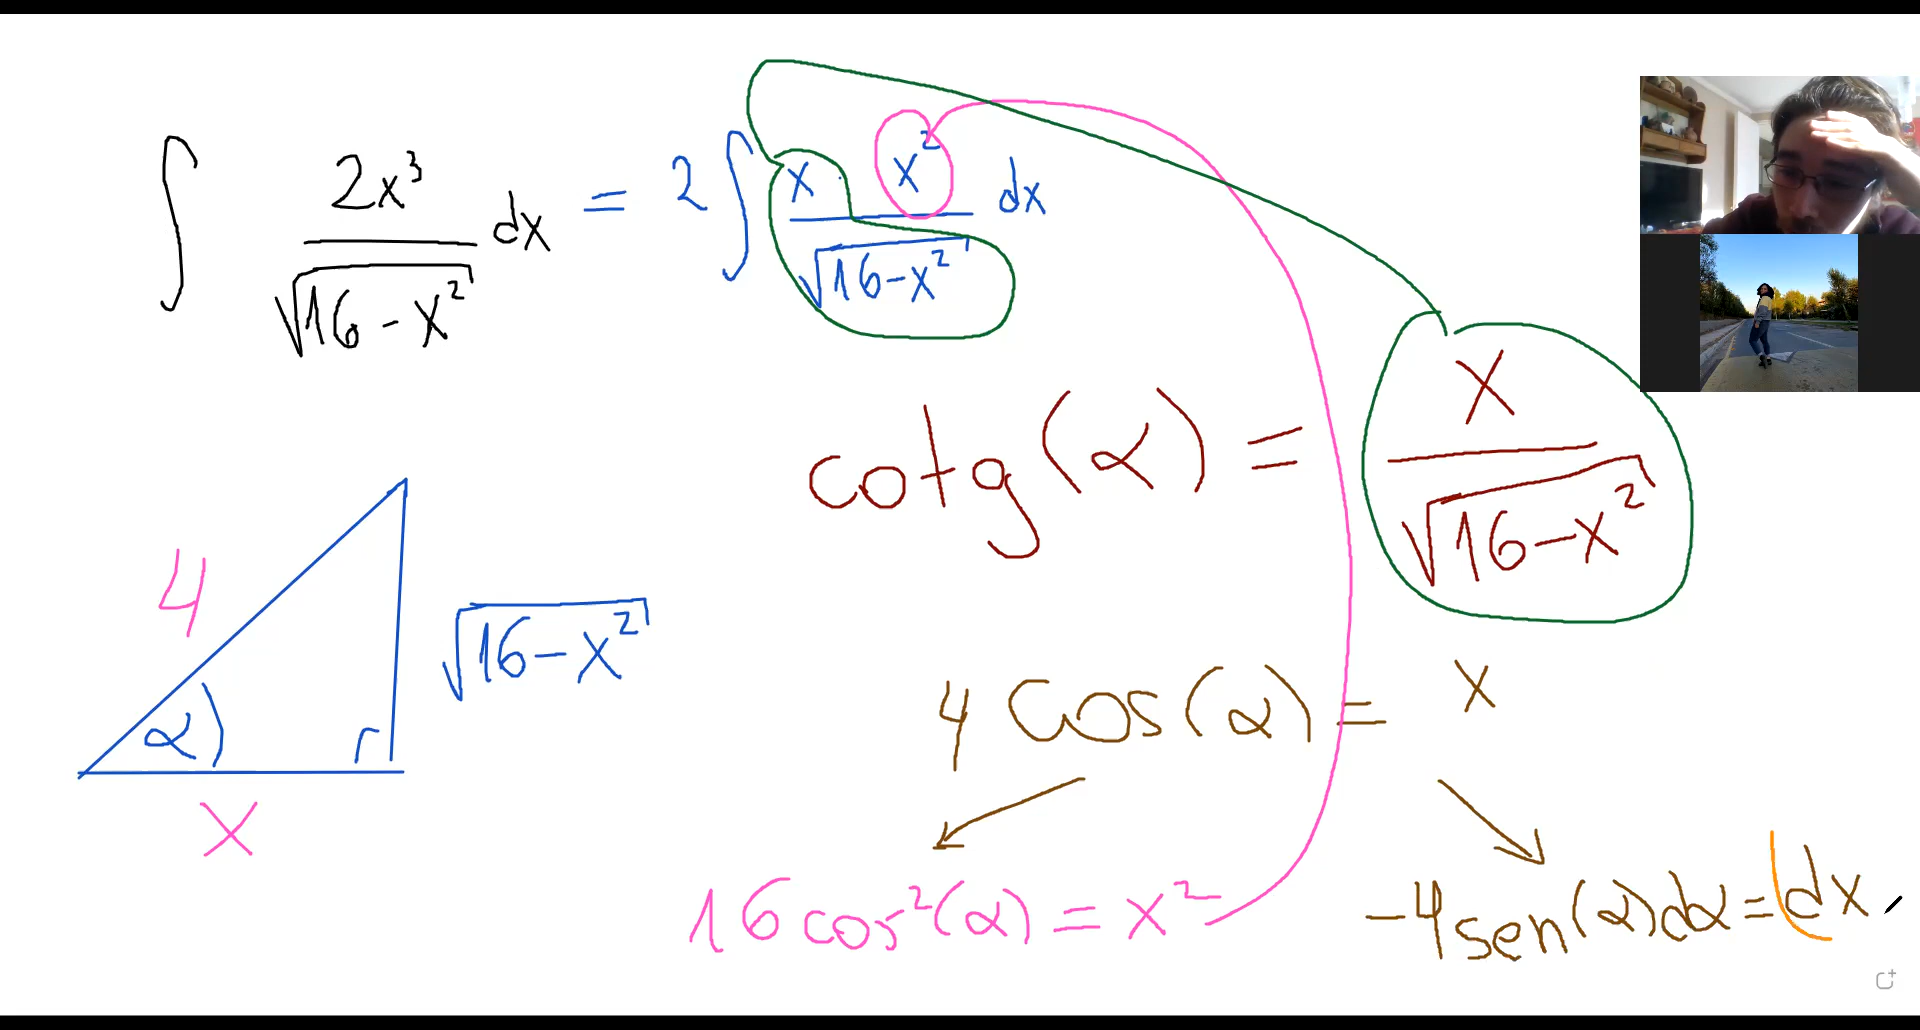 ∫ 2x³ / √(16-x²) dx = 2 ∫ x x² / √(16-x²) dx
cotg(α) = x / √(16-x²)
4
√(16-x²)
α
x
4 cos(α) = x
16 cos²(α) = x²
-4 sen(α) dα = dx